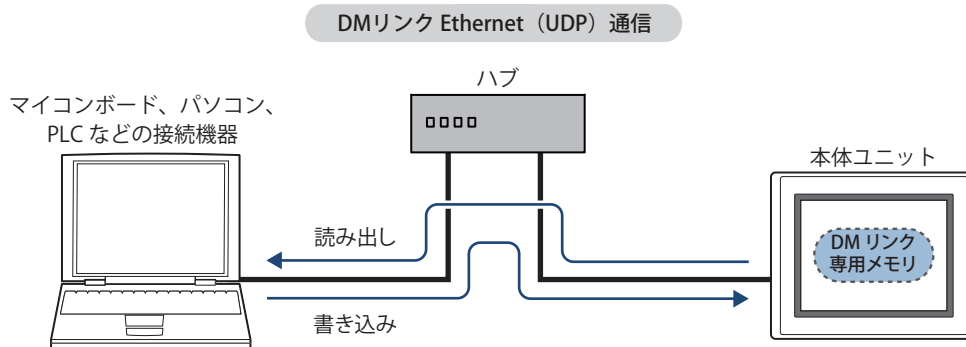 DMリンク Ethernet（UDP）通信
ハブ
マイコンボード、パソコン、
PLC などの接続機器
本体ユニット
読み出し
DM リンク
専用メモリ
書き込み